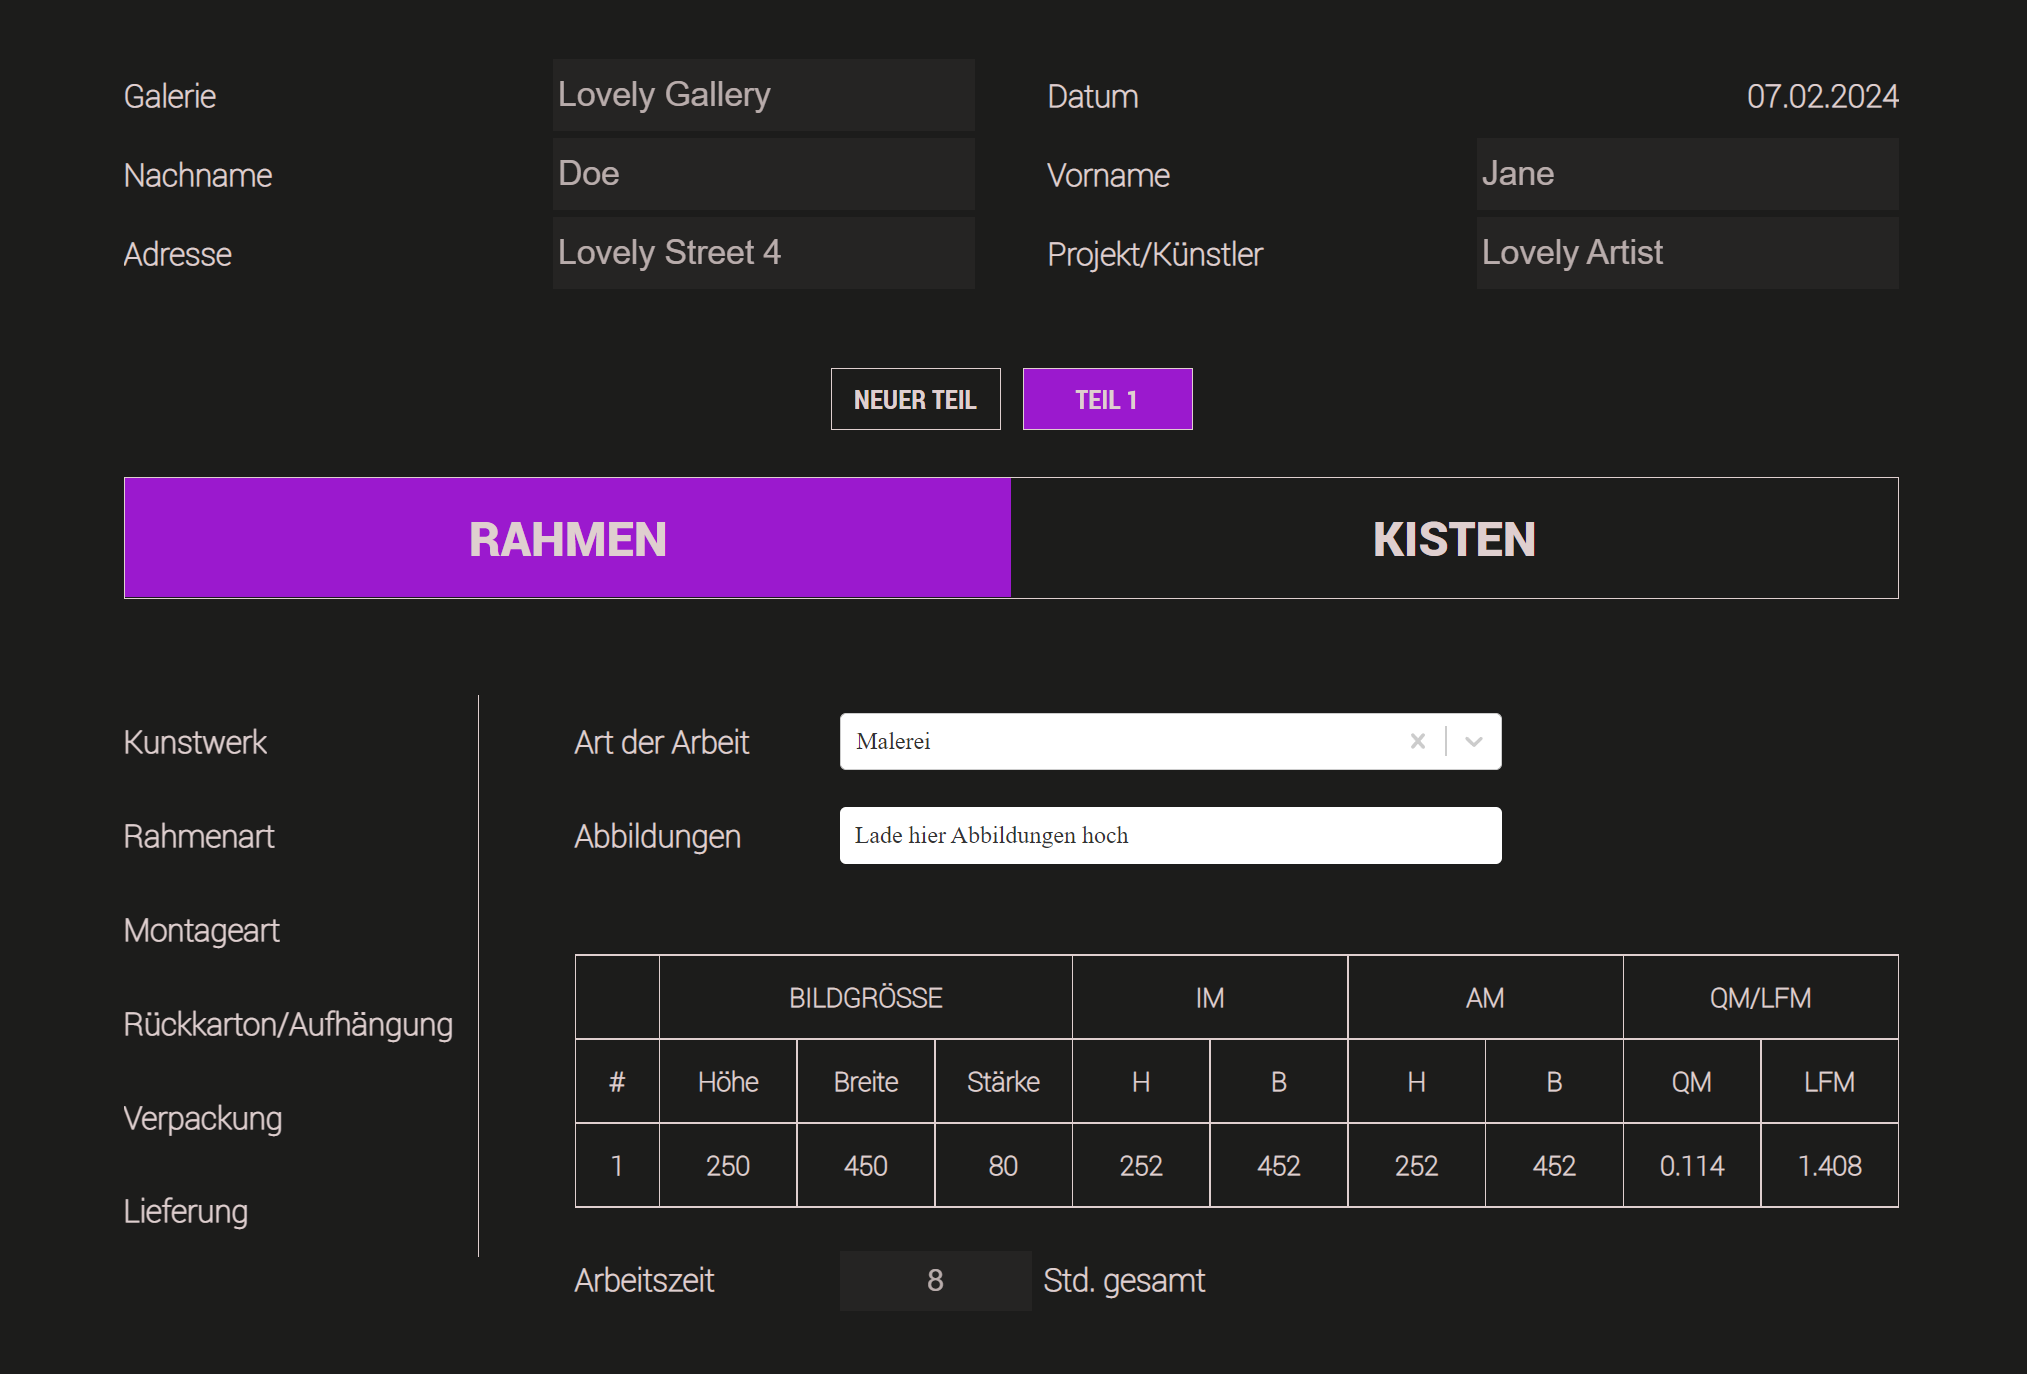 Galerie Lovely Gallery Datum 07.02.2024
Nachname Doe Vorname Jane
Adresse Lovely Street 4 Projekt/Künstler Lovely Artist
NEUER TEIL TEIL 1
RAHMEN KISTEN
Kunstwerk
Rahmenart
Montageart
Rückkarton/Aufhängung
Verpackung
Lieferung
Art der Arbeit Malerei
Abbildungen Lade hier Abbildungen hoch
BILDGRÖSSE IM AM QM/LFM
# Höhe Breite Stärke H B H B QM LFM
1 250 450 80 252 452 252 452 0.114 1.408
Arbeitszeit 8 Std. gesamt